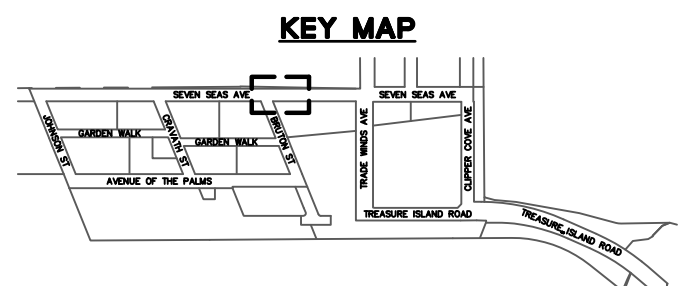 KEY MAP
SEVEN SEAS AVE
SEVEN SEAS AVE
JOHNSON ST
GARDEN WALK
CRAVATH ST
GARDEN WALK
BRUTON ST
TRADE WINDS AVE
CLIPPER COVE AVE
AVENUE OF THE PALMS
TREASURE ISLAND ROAD
TREASURE ISLAND ROAD